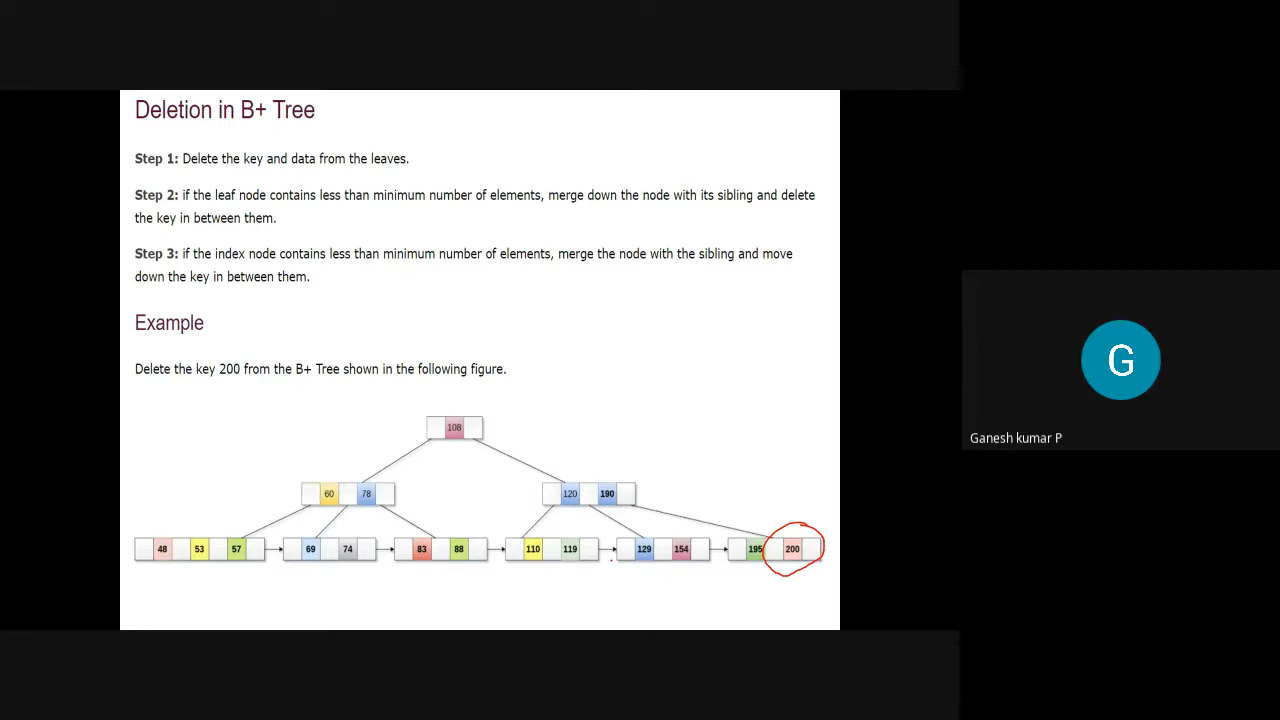 Deletion in B+ Tree
Step 1: Delete the key and data from the leaves.
Step 2: if the leaf node contains less than minimum number of elements, merge down the node with its sibling and delete
the key in between them.
Step 3: if the index node contains less than minimum number of elements, merge the node with the sibling and move
down the key in between them.
Example
Delete the key 200 from the B+ Tree shown in the following figure.
108
60 78 120 190
48 53 57 69 74 83 88 110 119 129 154 195 200
G
Ganesh kumar P